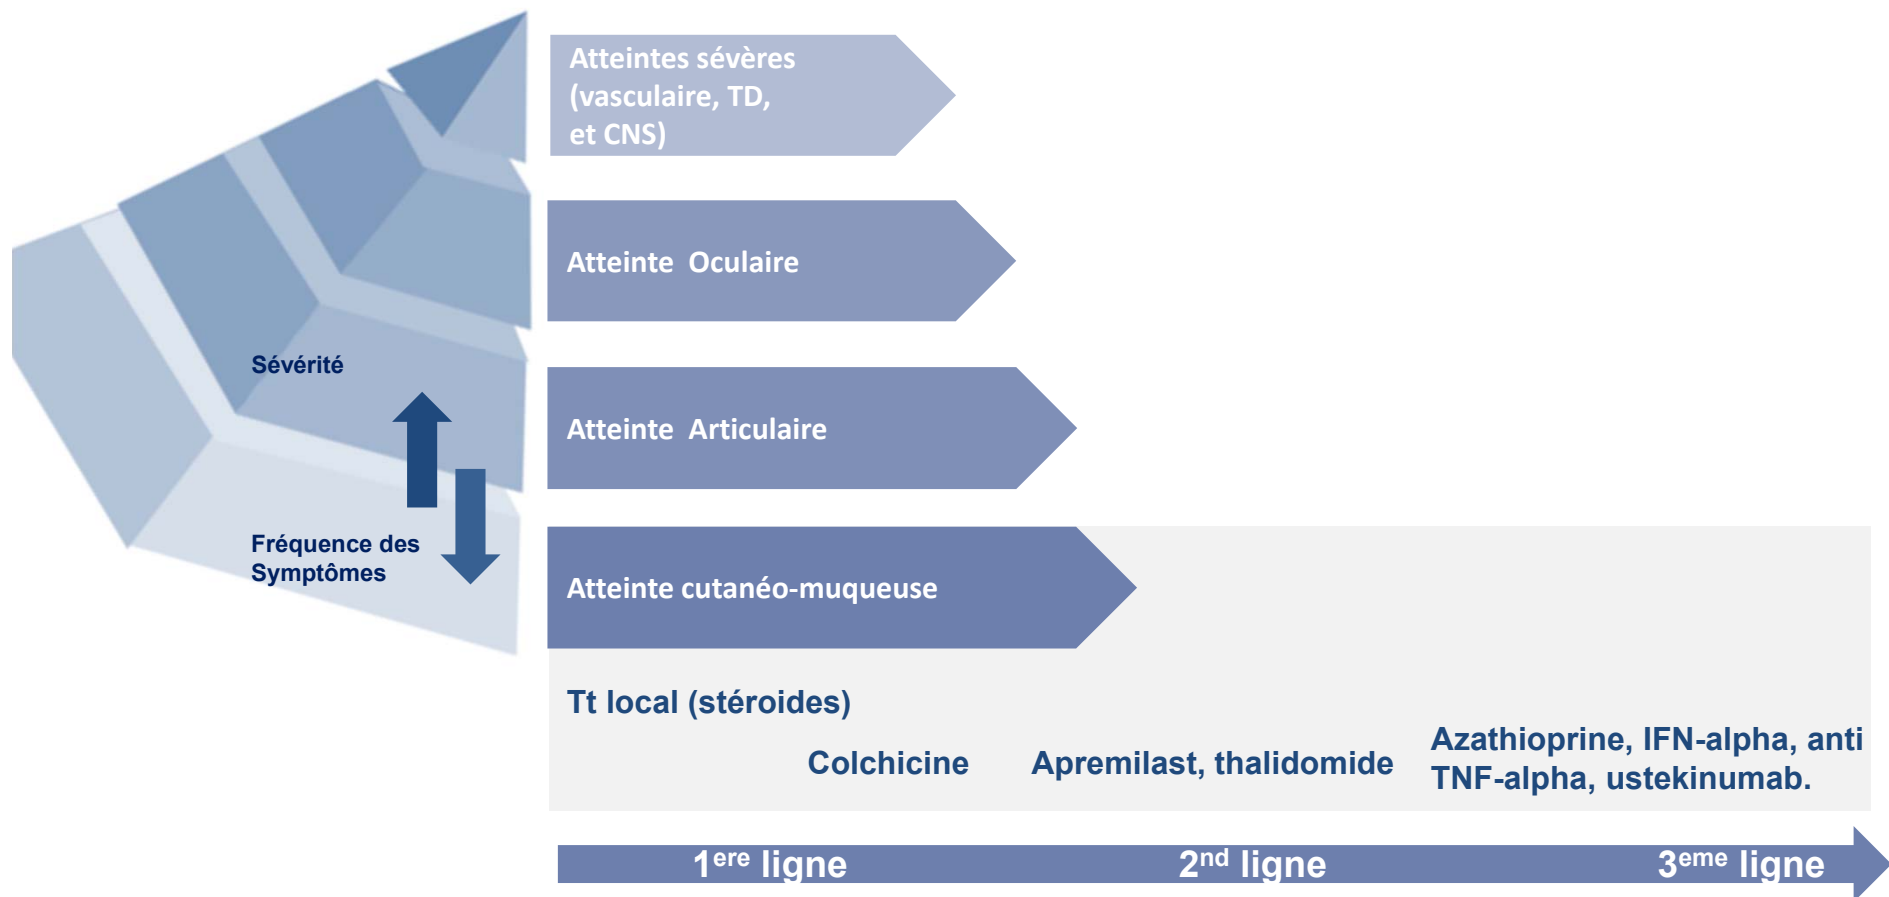 Atteintes sévères
(vasculaire, TD,
et CNS)
Atteinte  Oculaire
Sévérité
Atteinte  Articulaire
Fréquence des
Symptômes
Atteinte cutanéo-muqueuse
Tt local (stéroides)
Colchicine
Apremilast, thalidomide
Azathioprine, IFN-alpha, anti
TNF-alpha, ustekinumab.
1ere ligne
2nd ligne
3eme ligne